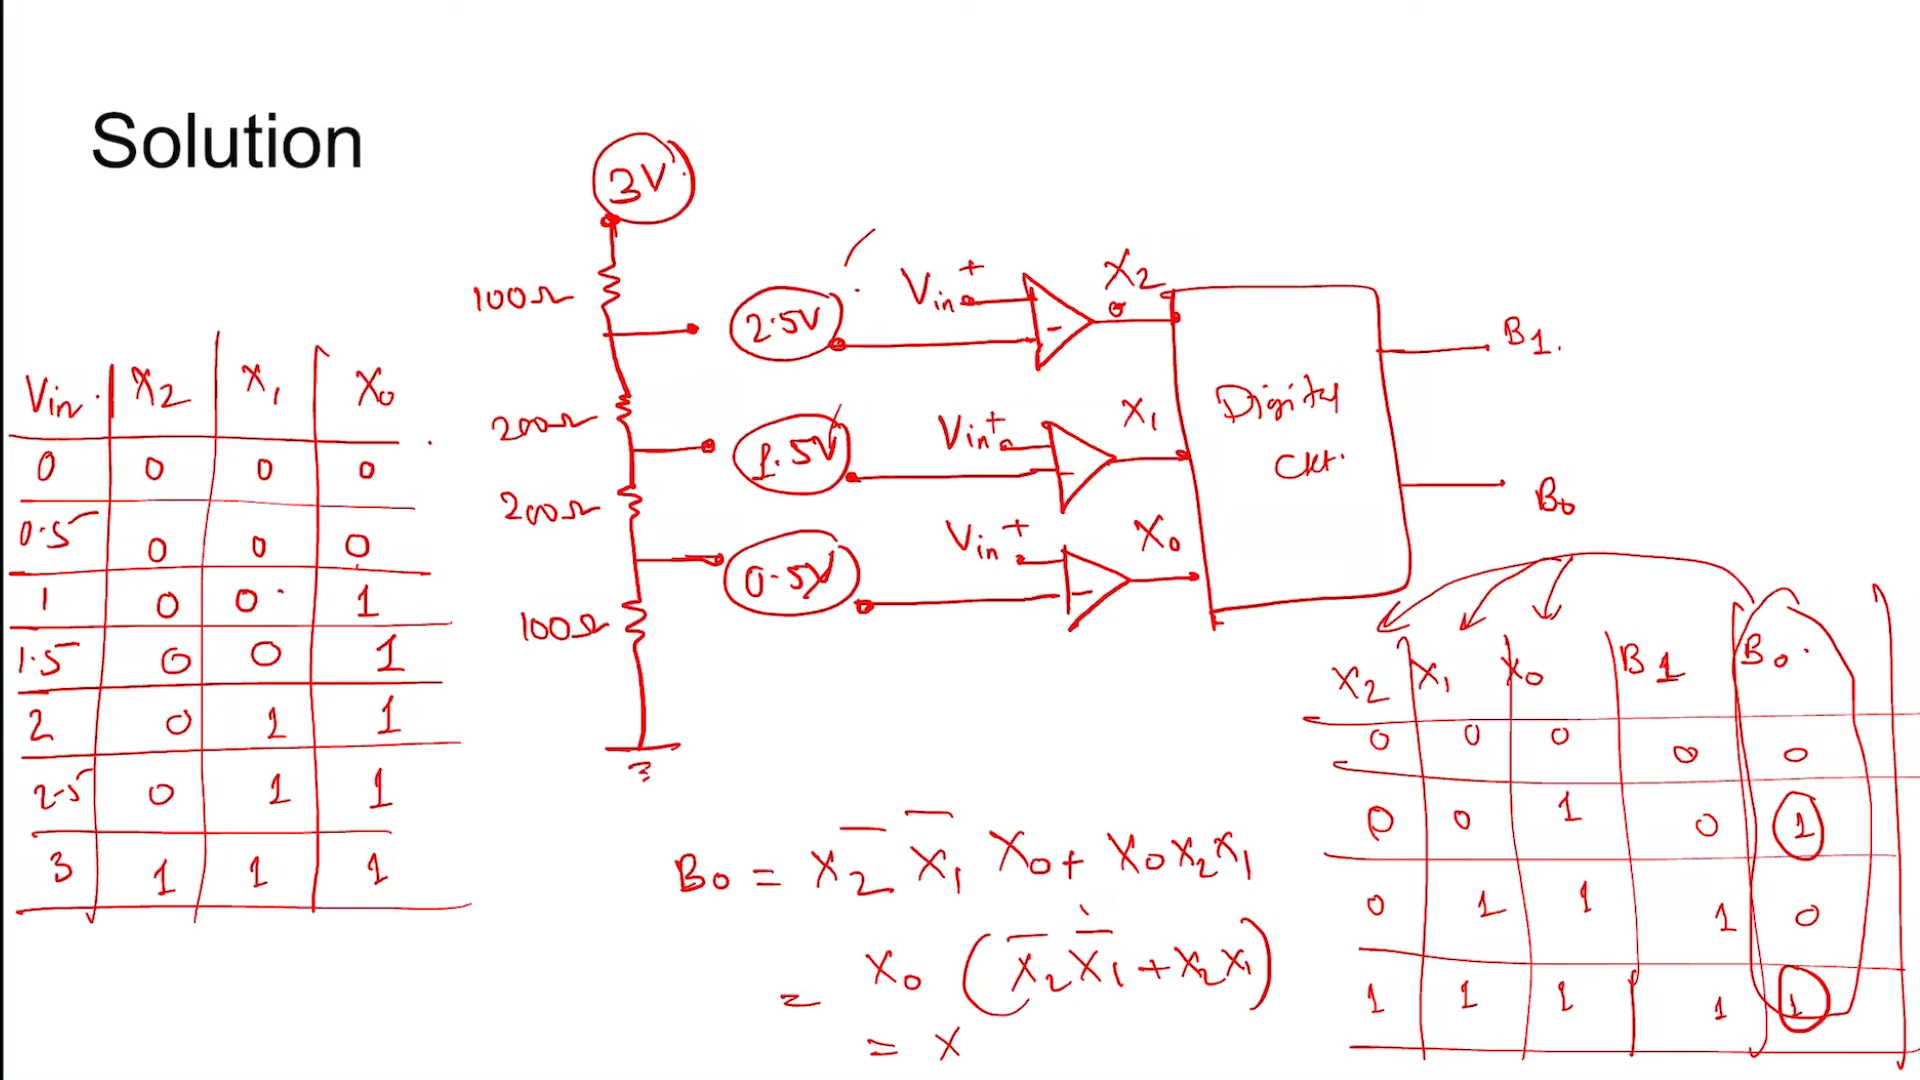 Solution
3V
100Ω
2.5V
Vin + - X2
200Ω
1.5V
Vin + - X1
200Ω
0.5V
Vin + - X0
100Ω
Digital
Ckt.
B1.
B0
Vin. X2 X1 X0
0 0 0 0
0.5 0 0 0
1 0 0 1
1.5 0 0 1
2 0 1 1
2.5 0 1 1
3 1 1 1
X2 X1 X0 B1 B0
0 0 0 0 0
0 0 1 0 1
0 1 1 1 0
1 1 1 1 1
B0 = X̅2 X̅1 X0 + X0X2X1
= X0 (X̅2X̅1 + X2X1)
= X